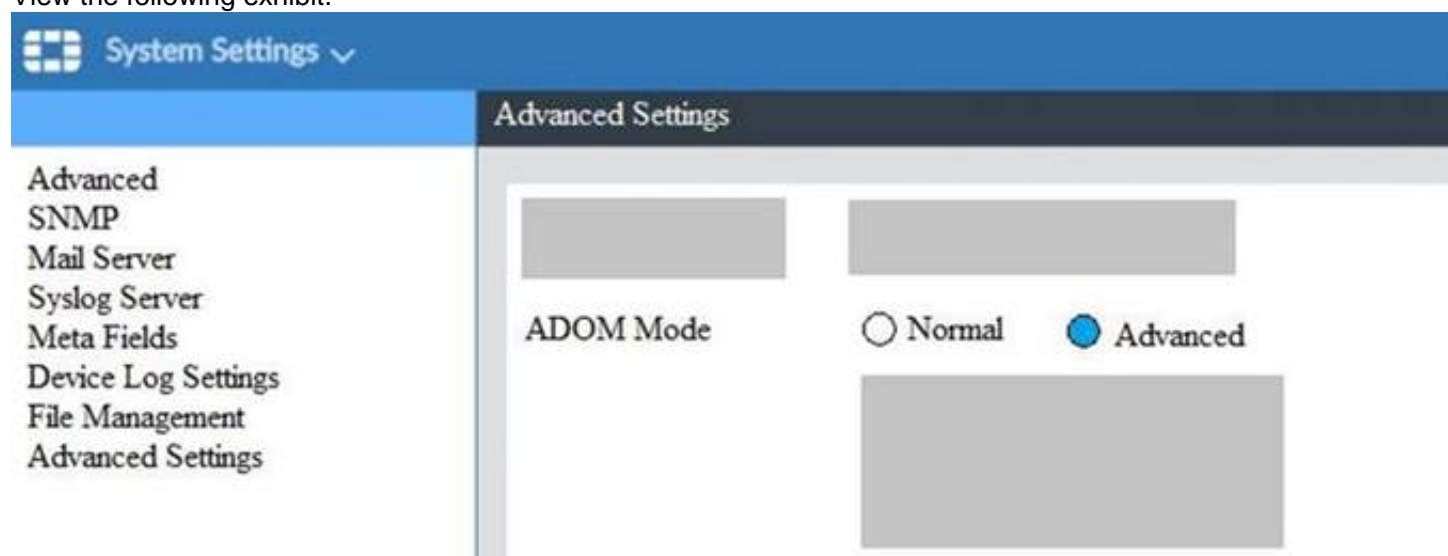 View the following exhibit:
System Settings
Advanced Settings
Advanced
SNMP
Mail Server
Syslog Server
Meta Fields
Device Log Settings
File Management
Advanced Settings
ADOM Mode Normal Advanced